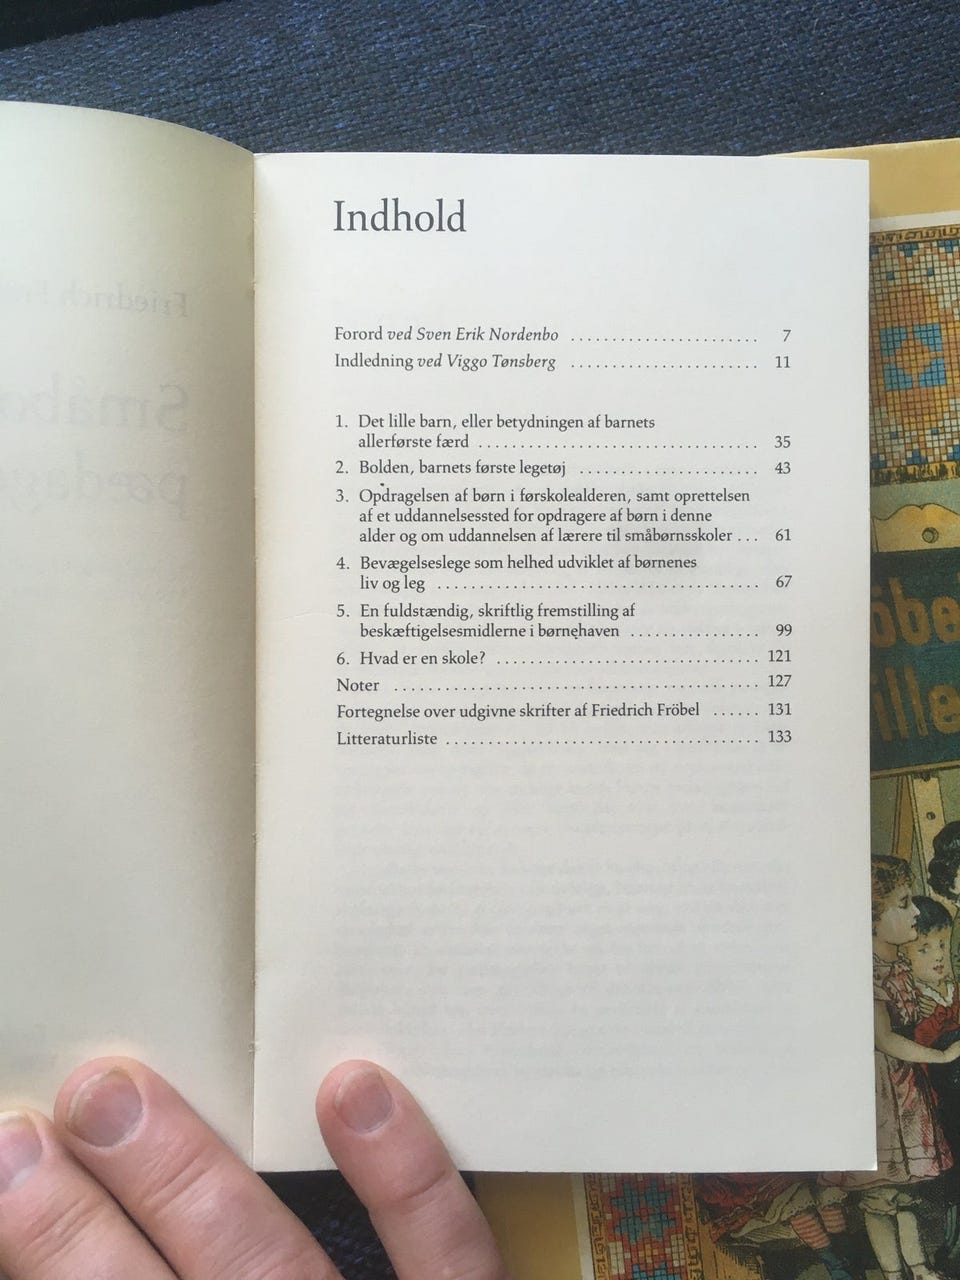 Indhold
Forord ved Sven Erik Nordenbo ....................... 7
Indledning ved Viggo Tønsberg ....................... 11
1. Det lille barn, eller betydningen af barnets
allerførste færd .................................. 35
2. Bolden, barnets første legetøj ...................... 43
3. Opdragelsen af børn i førskolealderen, samt oprettelsen
af et uddannelsessted for opdragere af børn i denne
alder og om uddannelsen af lærere til småbørnsskoler ... 61
4. Bevægelseslege som helhed udviklet af børnenes
liv og leg ....................................... 67
5. En fuldstændig, skriftlig fremstilling af
beskæftigelsesmidlerne i børnehaven ................ 99
6. Hvad er en skole? ................................ 121
Noter ............................................ 127
Fortegnelse over udgivne skrifter af Friedrich Fröbel ...... 131
Litteraturliste ...................................... 133
Friedrich